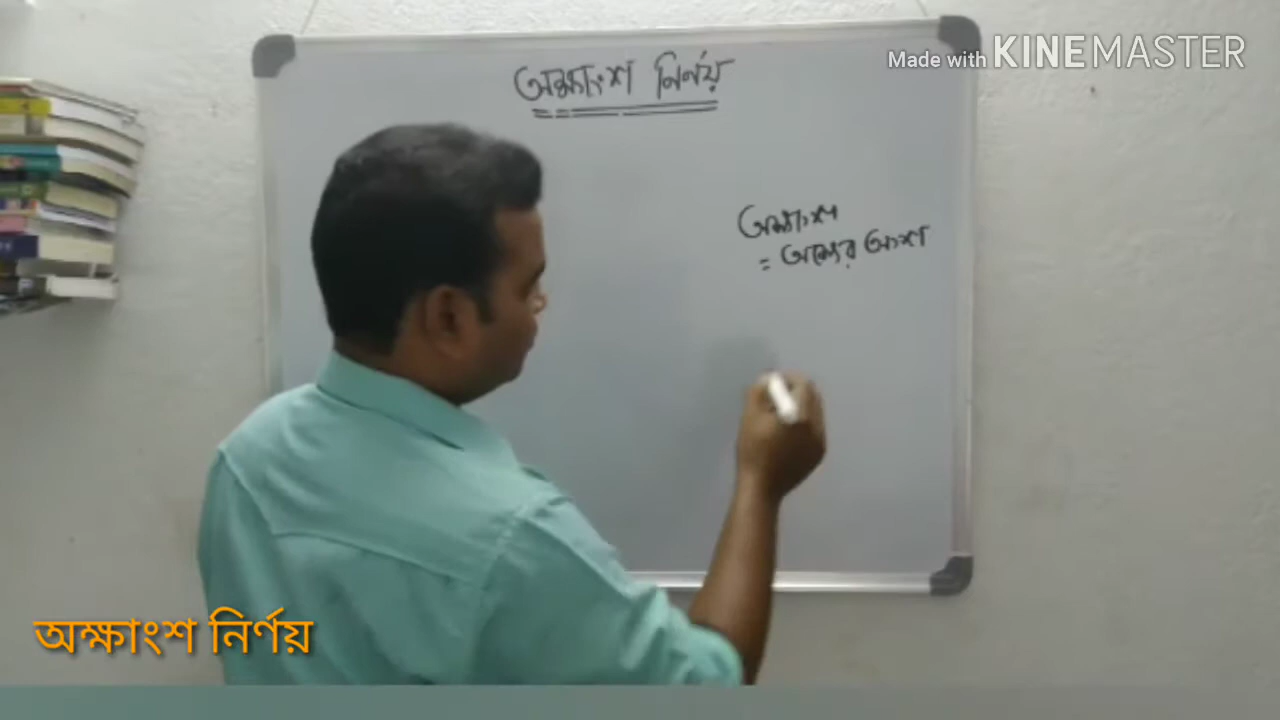 Made with KINEMASTER
অক্ষাংশ নির্ণয়
অক্ষাংশ
= অক্ষের অংশ
অক্ষাংশ নির্ণয়